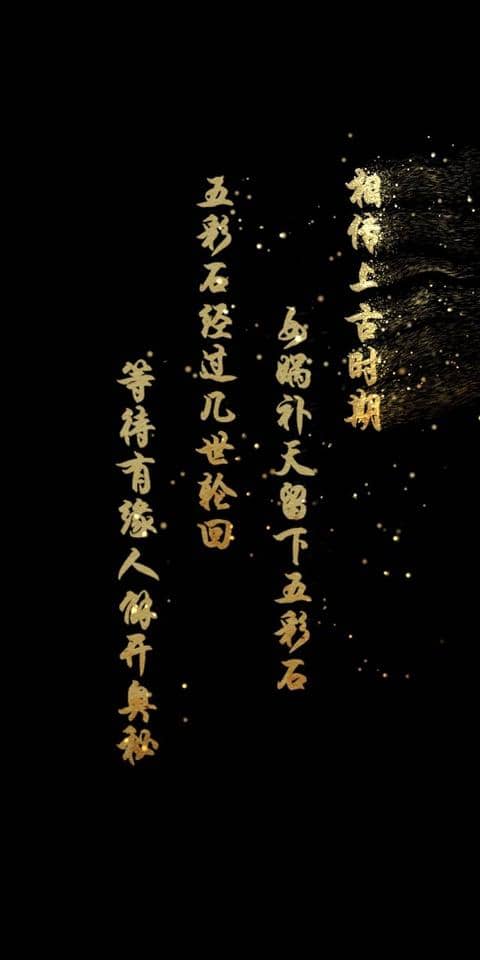 相传上古时期
女娲补天留下五彩石
五彩石经过几世轮回
等待有缘人解开奥秘